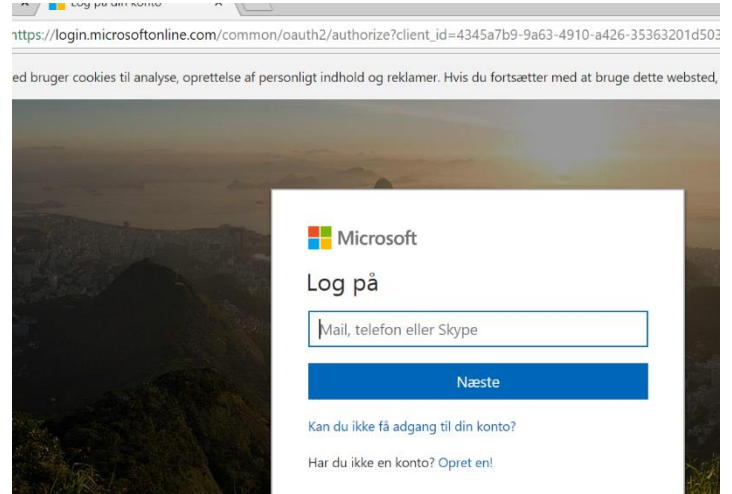 Log på din konto
https://login.microsoftonline.com/common/oauth2/authorize?client_id=4345a7b9-9a63-4910-a426-35363201d503
ed bruger cookies til analyse, oprettelse af personligt indhold og reklamer. Hvis du fortsætter med at bruge dette websted,
Microsoft
Log på
Mail, telefon eller Skype
Næste
Kan du ikke få adgang til din konto?
Har du ikke en konto? Opret en!